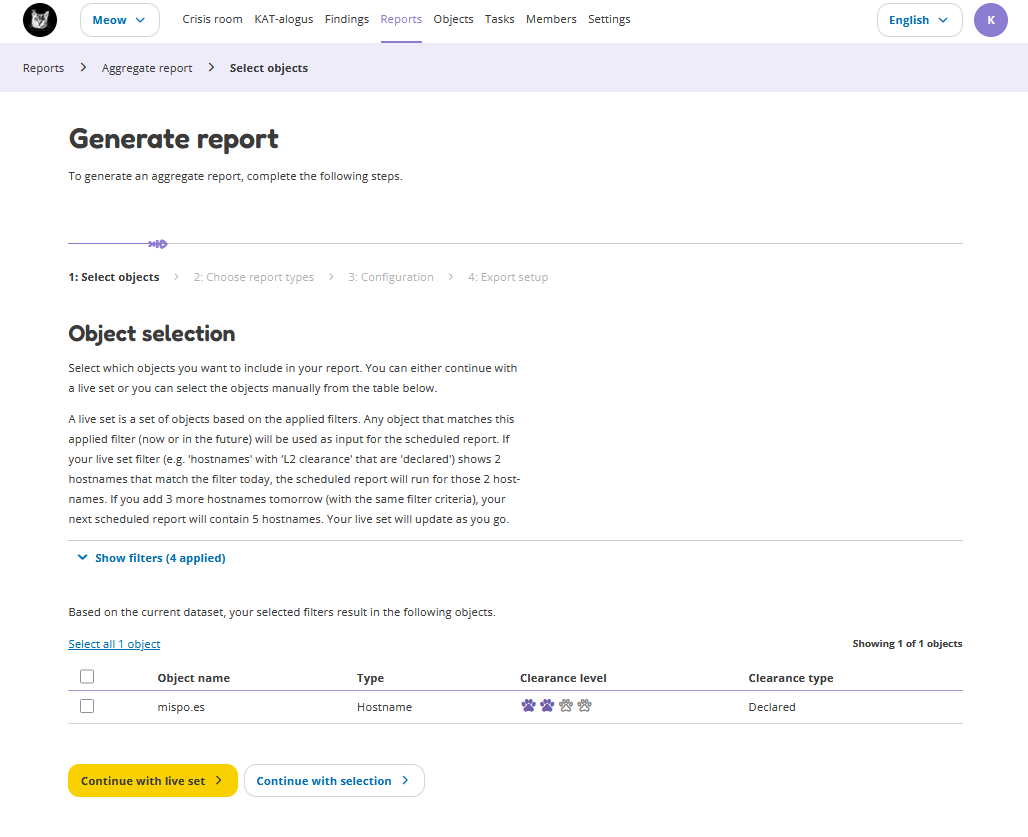 Meow
Crisis room
KAT-alogus
Findings
Reports
Objects
Tasks
Members
Settings
English
K
Reports
Aggregate report
Select objects
Generate report
To generate an aggregate report, complete the following steps.
1: Select objects
2: Choose report types
3: Configuration
4: Export setup
Object selection
Select which objects you want to include in your report. You can either continue with
a live set or you can select the objects manually from the table below.
A live set is a set of objects based on the applied filters. Any object that matches this
applied filter (now or in the future) will be used as input for the scheduled report. If
your live set filter (e.g. 'hostnames' with 'L2 clearance' that are 'declared') shows 2
hostnames that match the filter today, the scheduled report will run for those 2 host-
names. If you add 3 more hostnames tomorrow (with the same filter criteria), your
next scheduled report will contain 5 hostnames. Your live set will update as you go.
Show filters (4 applied)
Based on the current dataset, your selected filters result in the following objects.
Select all 1 object
Showing 1 of 1 objects
Object name Type Clearance level Clearance type
mispo.es Hostname Declared
Continue with live set
Continue with selection